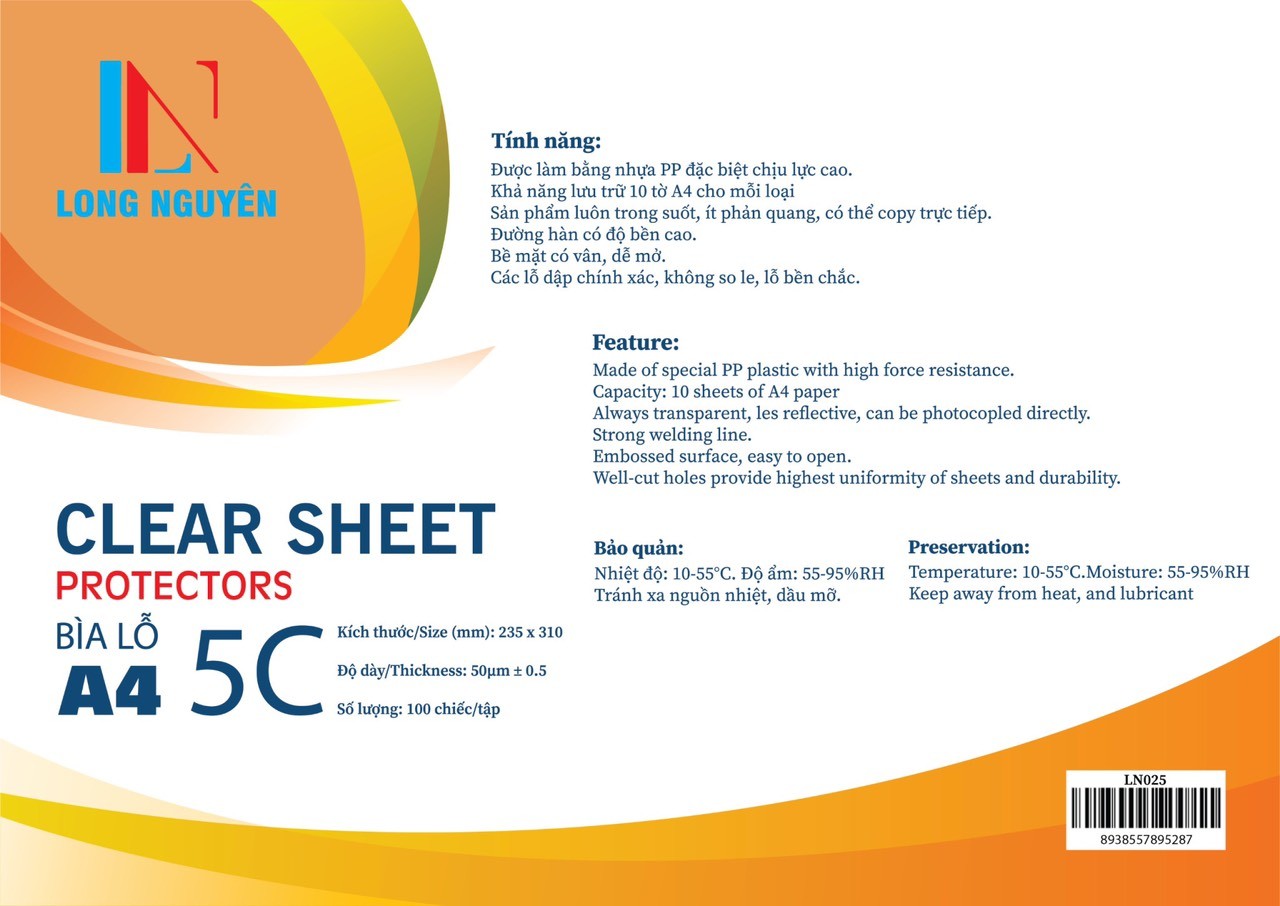 LONG NGUYÊN
Tính năng:
Được làm bằng nhựa PP đặc biệt chịu lực cao.
Khả năng lưu trữ 10 tờ A4 cho mỗi loại
Sản phẩm luôn trong suốt, ít phản quang, có thể copy trực tiếp.
Đường hàn có độ bền cao.
Bề mặt có vân, dễ mở.
Các lỗ dập chính xác, không so le, lỗ bền chắc.
Feature:
Made of special PP plastic with high force resistance.
Capacity: 10 sheets of A4 paper
Always transparent, les reflective, can be photocopled directly.
Strong welding line.
Embossed surface, easy to open.
Well-cut holes provide highest uniformity of sheets and durability.
CLEAR SHEET
PROTECTORS
BÌA LỖ
A4
5C
Kích thước/Size (mm): 235 x 310
Độ dày/Thickness: 50µm ± 0.5
Số lượng: 100 chiếc/tập
Bảo quản:
Nhiệt độ: 10-55°C. Độ ẩm: 55-95%RH
Tránh xa nguồn nhiệt, dầu mỡ.
Preservation:
Temperature: 10-55°C.Moisture: 55-95%RH
Keep away from heat, and lubricant
LN025
8938557895287